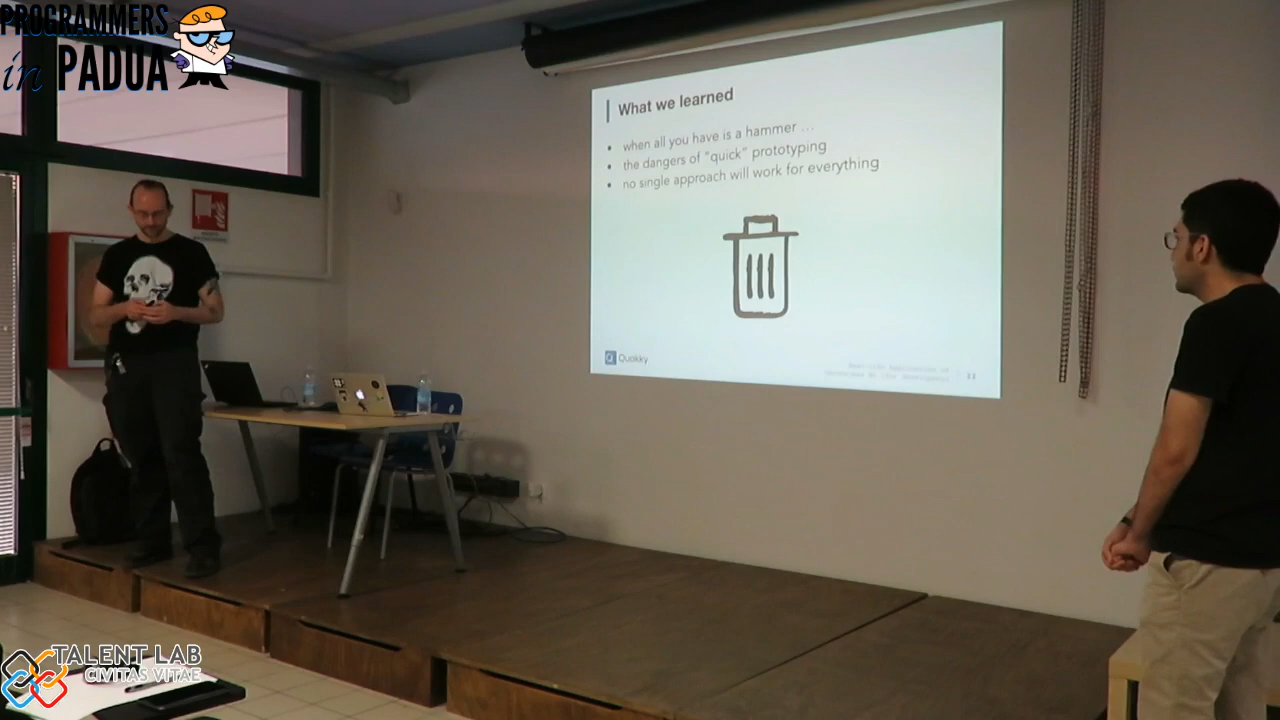 PROGRAMMERS
in PADUA
What we learned
when all you have is a hammer ...
the dangers of "quick" prototyping
no single approach will work for everything
Quokky
TALENT LAB
CIVITAS VITAE